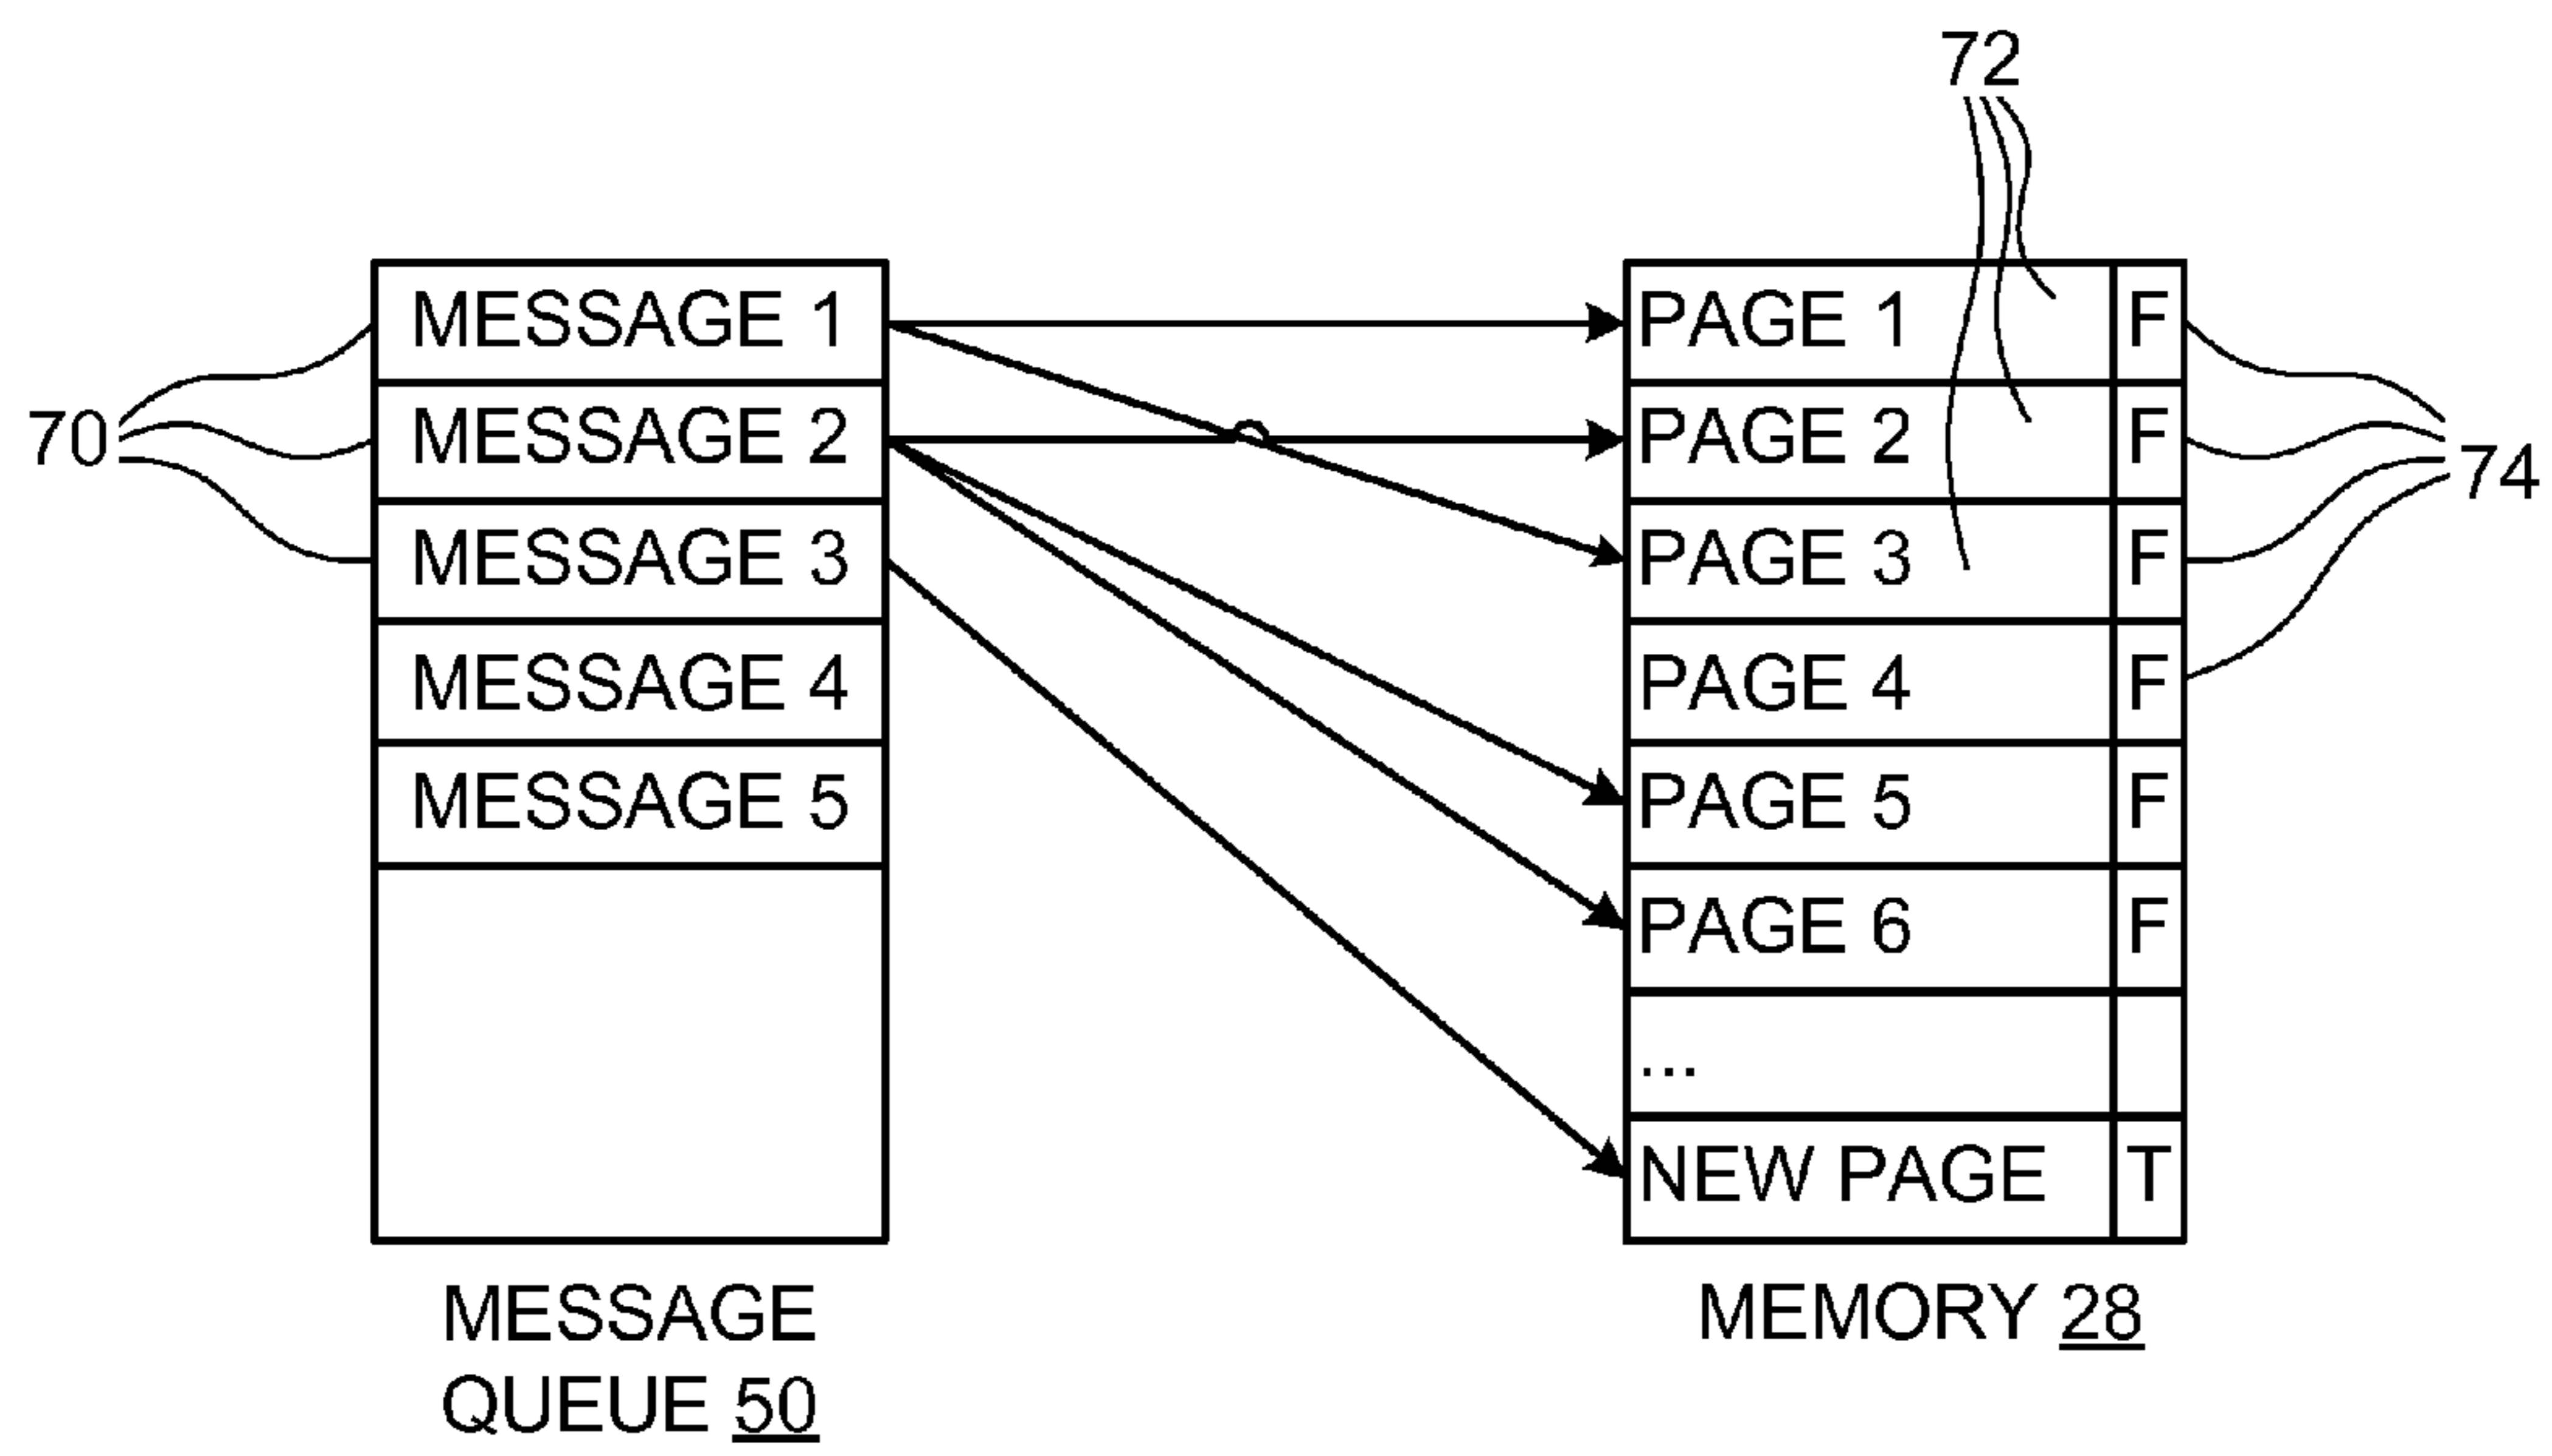 72
MESSAGE 1
MESSAGE 2
MESSAGE 3
MESSAGE 4
MESSAGE 5
70
PAGE 1 F
PAGE 2 F
PAGE 3 F
PAGE 4 F
PAGE 5 F
PAGE 6 F
...
NEW PAGE T
74
MESSAGE
QUEUE 50
MEMORY 28